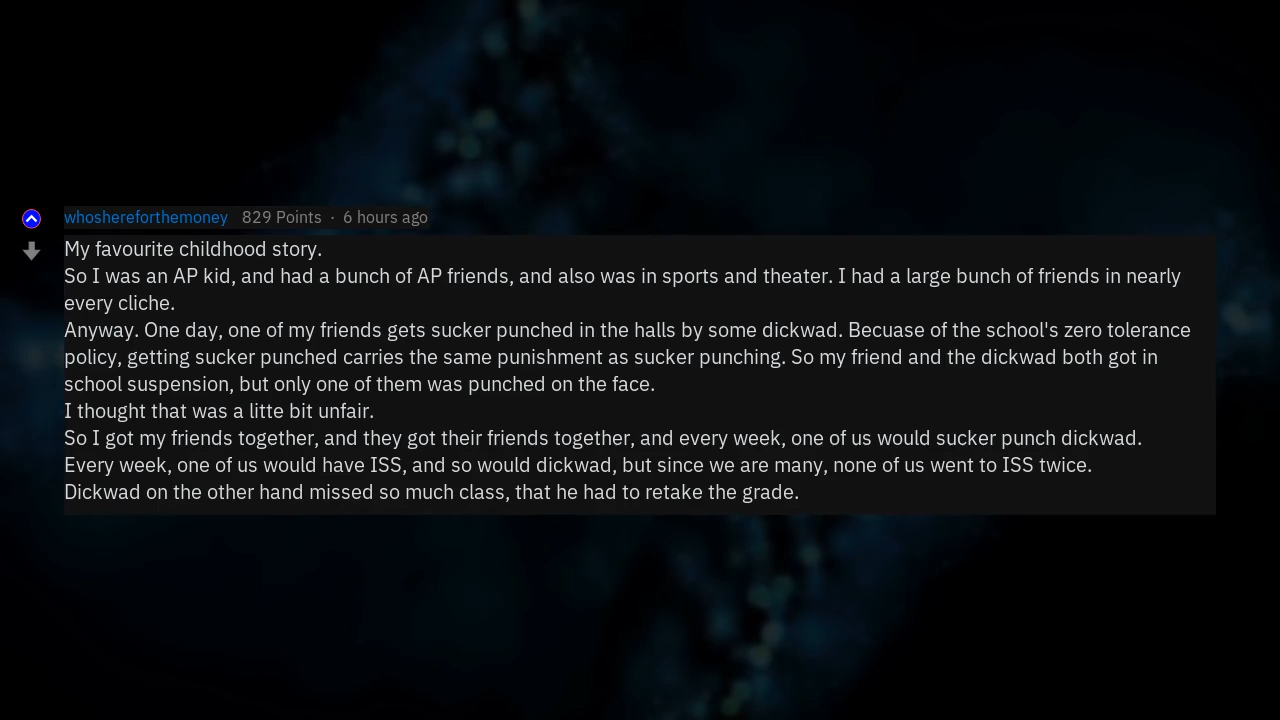 whoshereforthemoney 829 Points · 6 hours ago
My favourite childhood story.
So I was an AP kid, and had a bunch of AP friends, and also was in sports and theater. I had a large bunch of friends in nearly
every cliche.
Anyway. One day, one of my friends gets sucker punched in the halls by some dickwad. Becuase of the school's zero tolerance
policy, getting sucker punched carries the same punishment as sucker punching. So my friend and the dickwad both got in
school suspension, but only one of them was punched on the face.
I thought that was a litte bit unfair.
So I got my friends together, and they got their friends together, and every week, one of us would sucker punch dickwad.
Every week, one of us would have ISS, and so would dickwad, but since we are many, none of us went to ISS twice.
Dickwad on the other hand missed so much class, that he had to retake the grade.